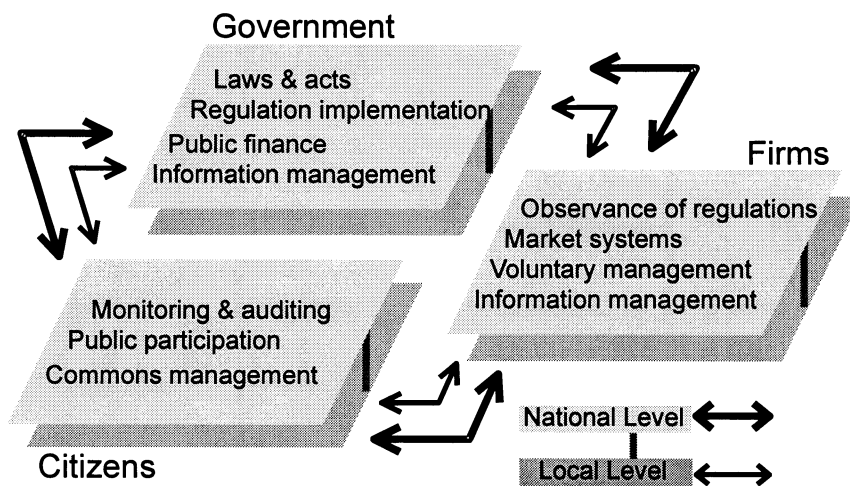 Government
Laws & acts
Regulation implementation
Public finance
Information management
Firms
Observance of regulations
Market systems
Voluntary management
Information management
Monitoring & auditing
Public participation
Commons management
Citizens
National Level
Local Level